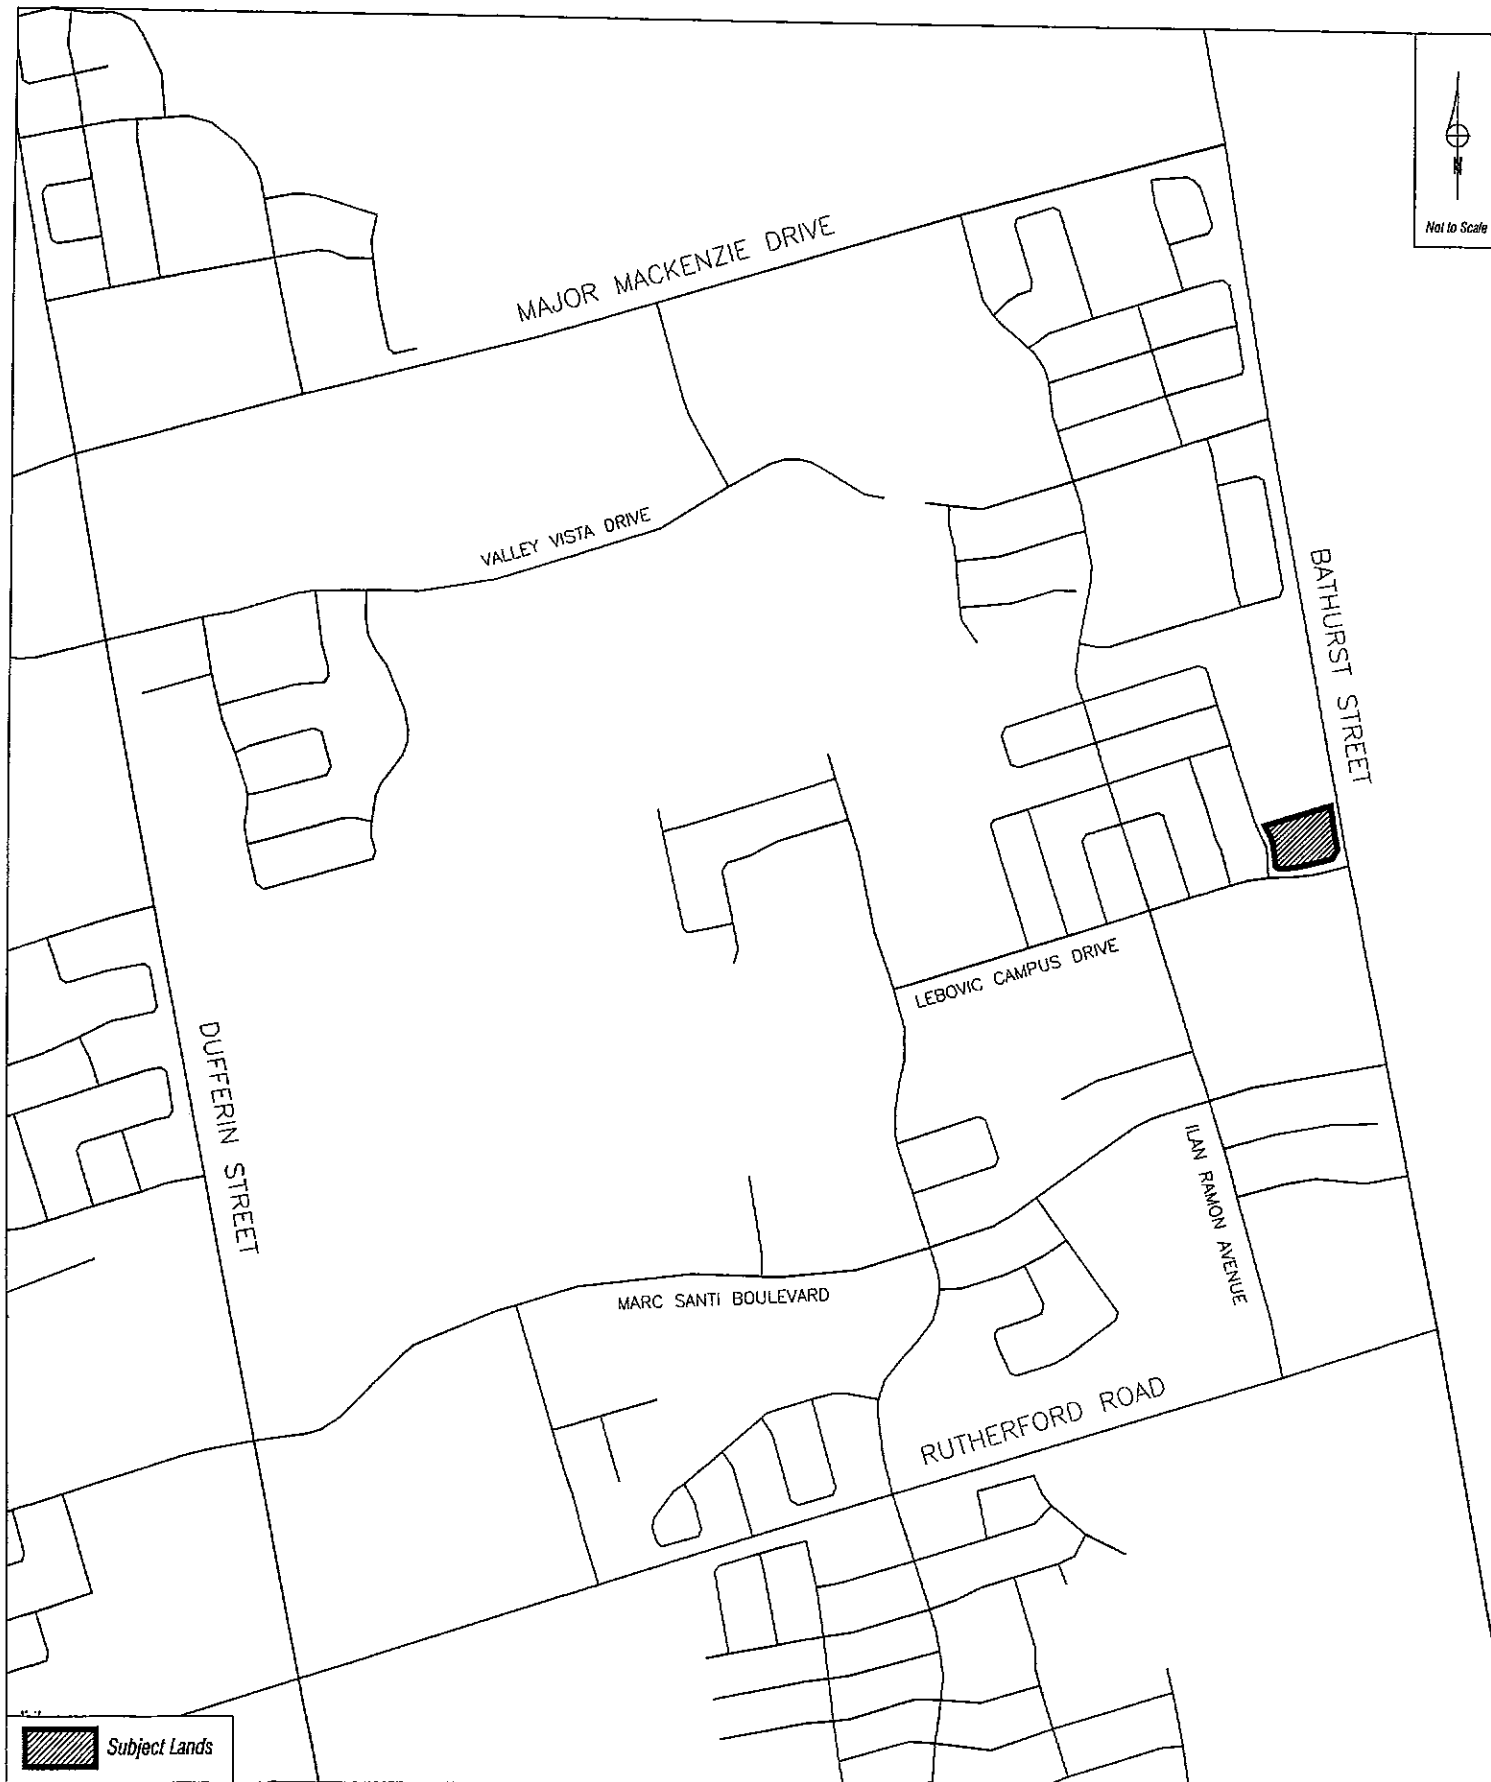 N
Not to Scale
MAJOR MACKENZIE DRIVE
VALLEY VISTA DRIVE
BATHURST STREET
LEBOVIC CAMPUS DRIVE
DUFFERIN STREET
ILAN RAMON AVENUE
MARC SANTI BOULEVARD
RUTHERFORD ROAD
Subject Lands